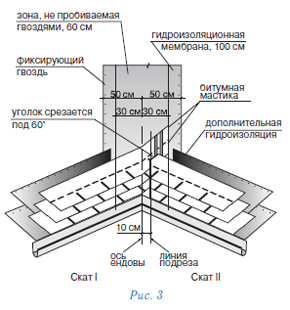 зона, не пробиваемая
гвоздями, 60 см
гидроизоляционная
мембрана, 100 см
фиксирующий
гвоздь
битумная
мастика
50 см
50 см
30 см
30 см
уголок срезается
под 60°
дополнительная
гидроизоляция
10 см
ось
ендовы
линия
подреза
Скат I
Скат II
Рис. 3